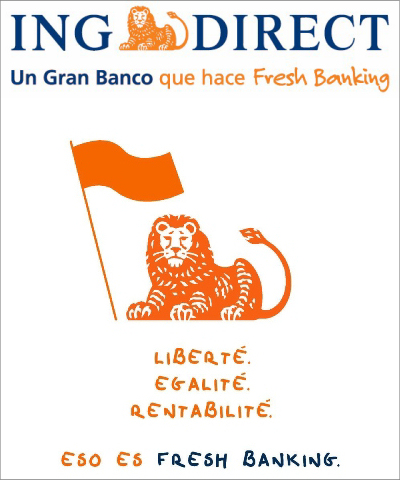 ING DIRECT
Un Gran Banco que hace Fresh Banking
LIBERTÉ.
EGALITÉ.
RENTABILITÉ.
ESO ES FRESH BANKING.